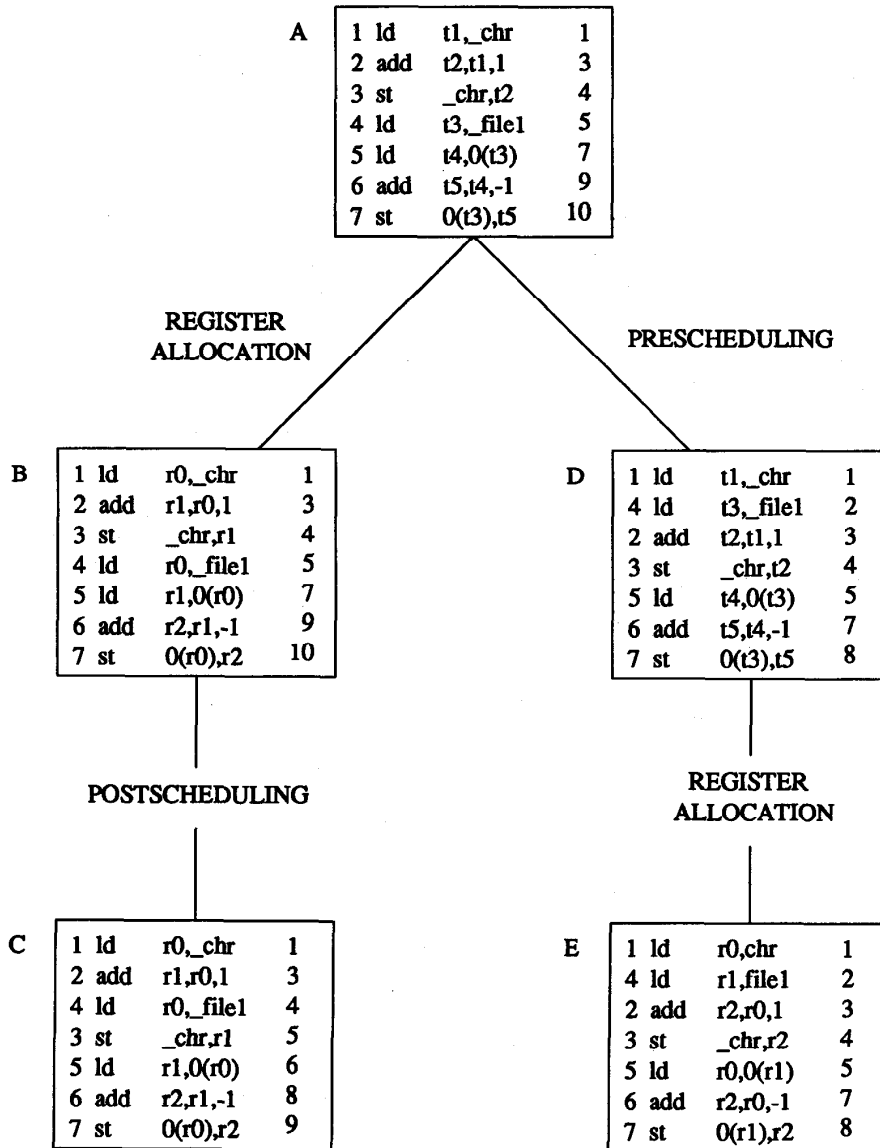 A
1 ld t1,_chr 1
2 add t2,t1,1 3
3 st _chr,t2 4
4 ld t3,_file1 5
5 ld t4,0(t3) 7
6 add t5,t4,-1 9
7 st 0(t3),t5 10
REGISTER
ALLOCATION
PRESCHEDULING
B
1 ld r0,_chr 1
2 add r1,r0,1 3
3 st _chr,r1 4
4 ld r0,_file1 5
5 ld r1,0(r0) 7
6 add r2,r1,-1 9
7 st 0(r0),r2 10
D
1 ld t1,_chr 1
4 ld t3,_file1 2
2 add t2,t1,1 3
3 st _chr,t2 4
5 ld t4,0(t3) 5
6 add t5,t4,-1 7
7 st 0(t3),t5 8
POSTSCHEDULING
REGISTER
ALLOCATION
C
1 ld r0,_chr 1
2 add r1,r0,1 3
4 ld r0,_file1 4
3 st _chr,r1 5
5 ld r1,0(r0) 6
6 add r2,r1,-1 8
7 st 0(r0),r2 9
E
1 ld r0,chr 1
4 ld r1,file1 2
2 add r2,r0,1 3
3 st _chr,r2 4
5 ld r0,0(r1) 5
6 add r2,r0,-1 7
7 st 0(r1),r2 8